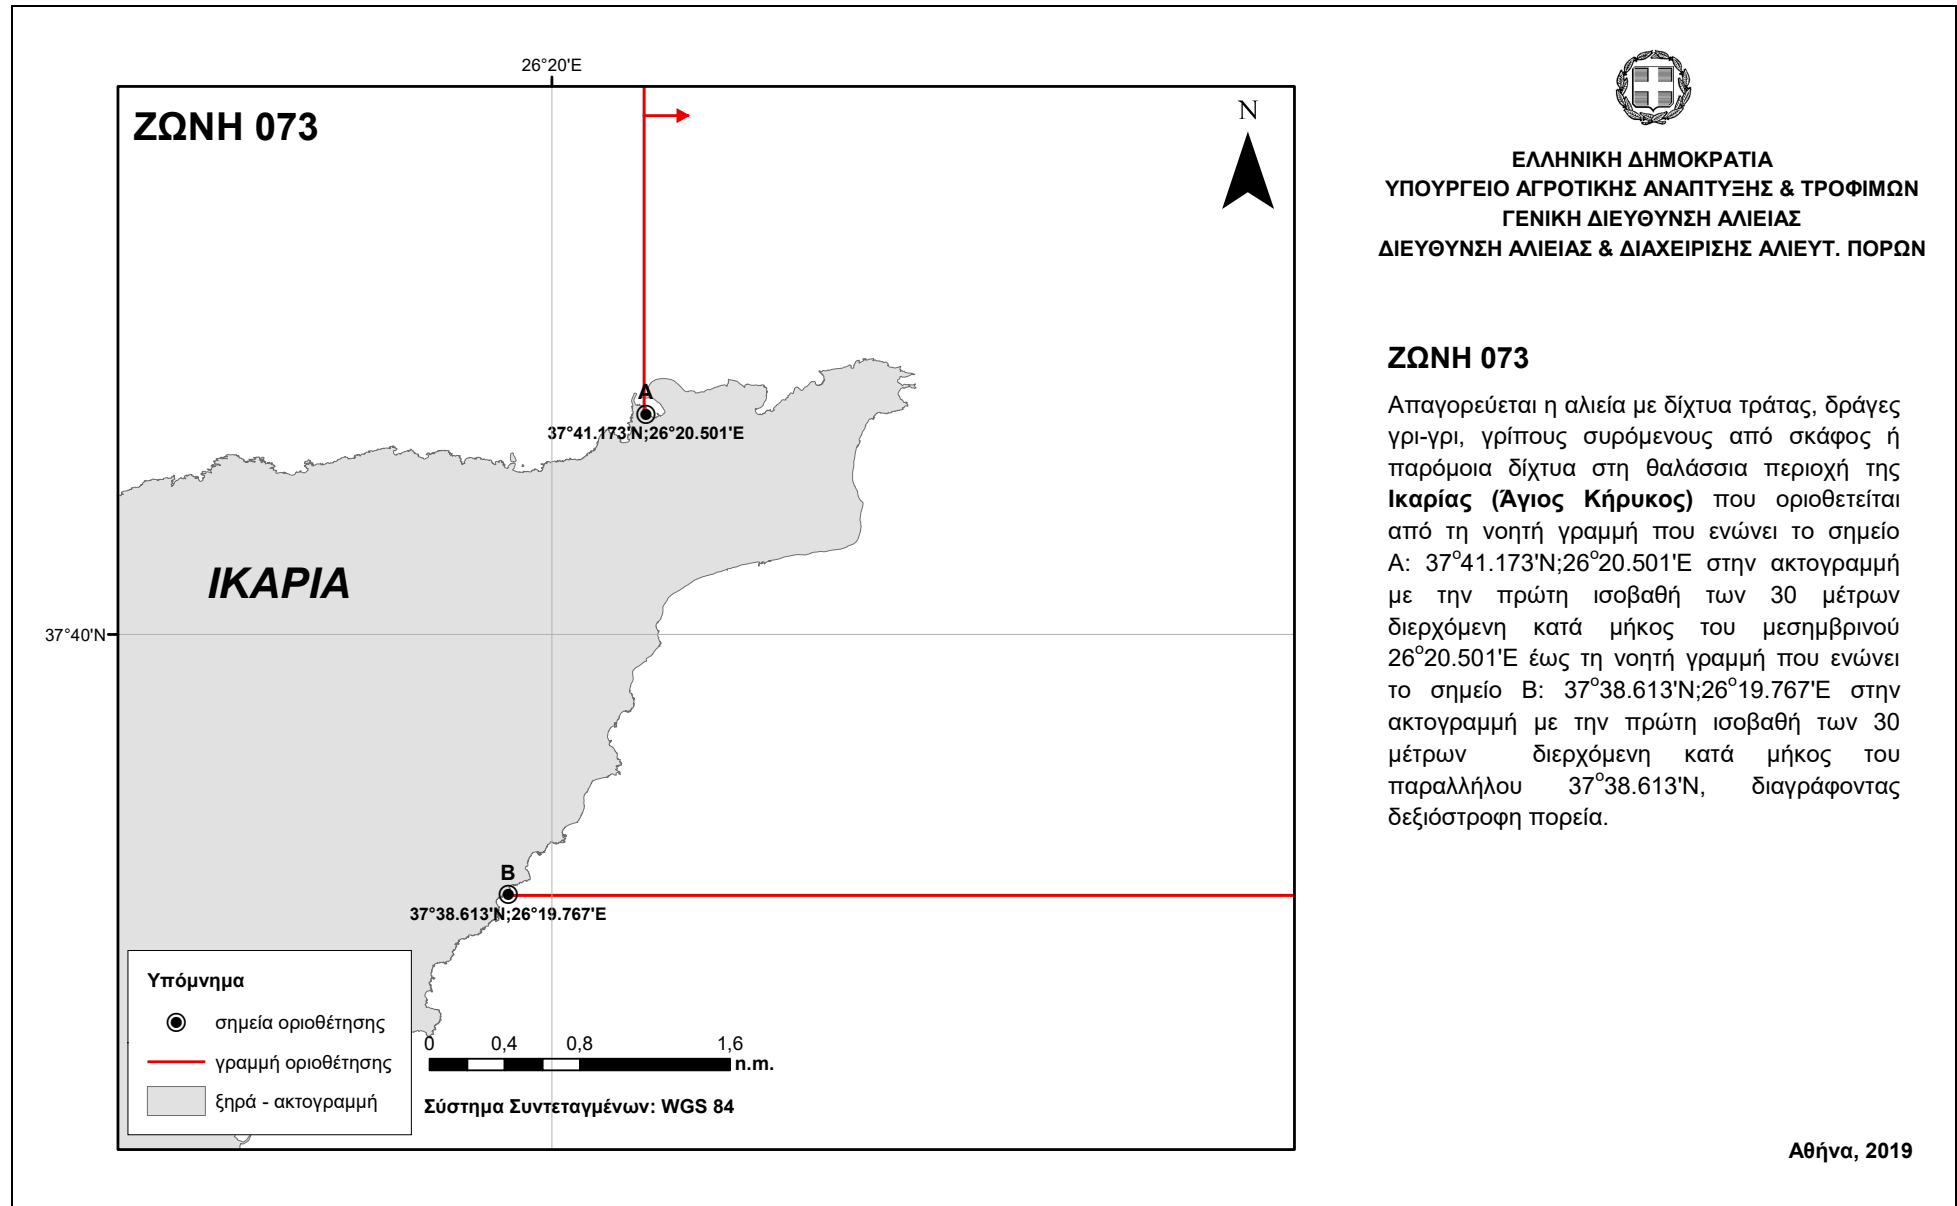 26°20'E
ΖΩΝΗ 073
N
A
37°41.173'N;26°20.501'E
ΙΚΑΡΙΑ
37°40'N
B
37°38.613'N;26°19.767'E
Υπόμνημα
σημεία οριοθέτησης
γραμμή οριοθέτησης
ξηρά - ακτογραμμή
0 0,4 0,8 1,6
n.m.
Σύστημα Συντεταγμένων: WGS 84
ΕΛΛΗΝΙΚΗ ΔΗΜΟΚΡΑΤΙΑ
ΥΠΟΥΡΓΕΙΟ ΑΓΡΟΤΙΚΗΣ ΑΝΑΠΤΥΞΗΣ & ΤΡΟΦΙΜΩΝ
ΓΕΝΙΚΗ ΔΙΕΥΘΥΝΣΗ ΑΛΙΕΙΑΣ
ΔΙΕΥΘΥΝΣΗ ΑΛΙΕΙΑΣ & ΔΙΑΧΕΙΡΙΣΗΣ ΑΛΙΕΥΤ. ΠΟΡΩΝ
ΖΩΝΗ 073
Απαγορεύεται η αλιεία με δίχτυα τράτας, δράγες
γρι-γρι, γρίπους συρόμενους από σκάφος ή
παρόμοια δίχτυα στη θαλάσσια περιοχή της
Ικαρίας (Άγιος Κήρυκος) που οριοθετείται
από τη νοητή γραμμή που ενώνει το σημείο
Α: 37°41.173'N;26°20.501'E στην ακτογραμμή
με την πρώτη ισοβαθή των 30 μέτρων
διερχόμενη κατά μήκος του μεσημβρινού
26°20.501'E έως τη νοητή γραμμή που ενώνει
το σημείο Β: 37°38.613'N;26°19.767'E στην
ακτογραμμή με την πρώτη ισοβαθή των 30
μέτρων διερχόμενη κατά μήκος του
παραλλήλου 37°38.613'N, διαγράφοντας
δεξιόστροφη πορεία.
Αθήνα, 2019